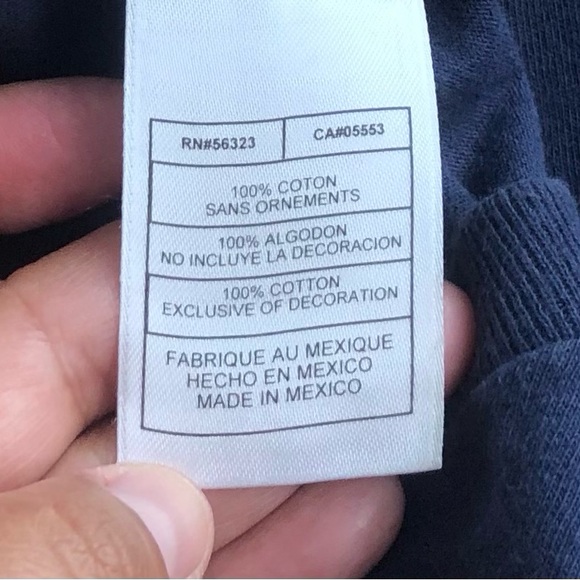 RN#56323 CA#05553
100% COTON
SANS ORNEMENTS
100% ALGODON
NO INCLUYE LA DECORACION
100% COTTON
EXCLUSIVE OF DECORATION
FABRIQUE AU MEXIQUE
HECHO EN MEXICO
MADE IN MEXICO